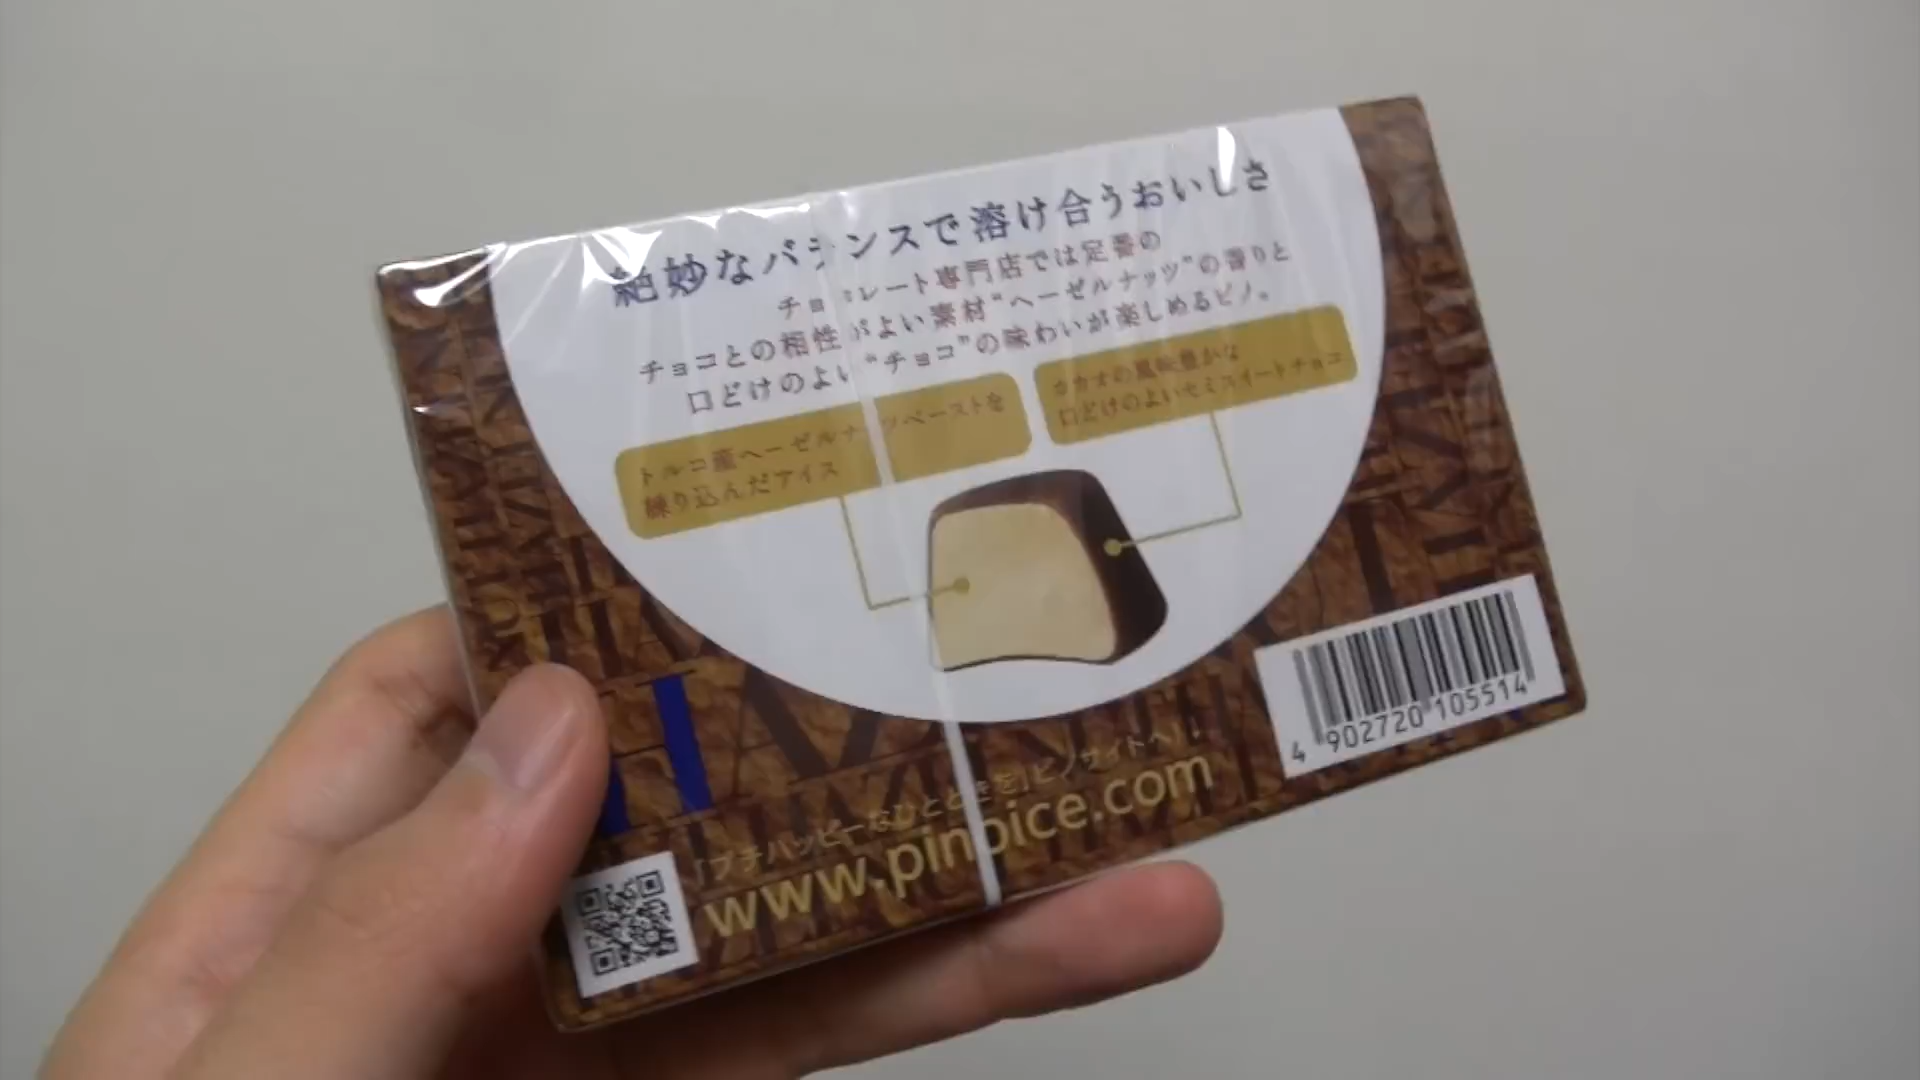 絶妙なバランスで溶け合うおいしさ
チョコレート専門店では定番の
チョコとの相性がよい素材“ヘーゼルナッツ”の香りと
口どけのよい“チョコ”の味わいが楽しめるピノ。
トルコ産ヘーゼルナッツペーストを
練り込んだアイス
カカオの風味豊かな
口どけのよいセミスイートチョコ
「プチハッピーなひとときを」ピノサイトへ!
www.pinoice.com
4 902720 105514